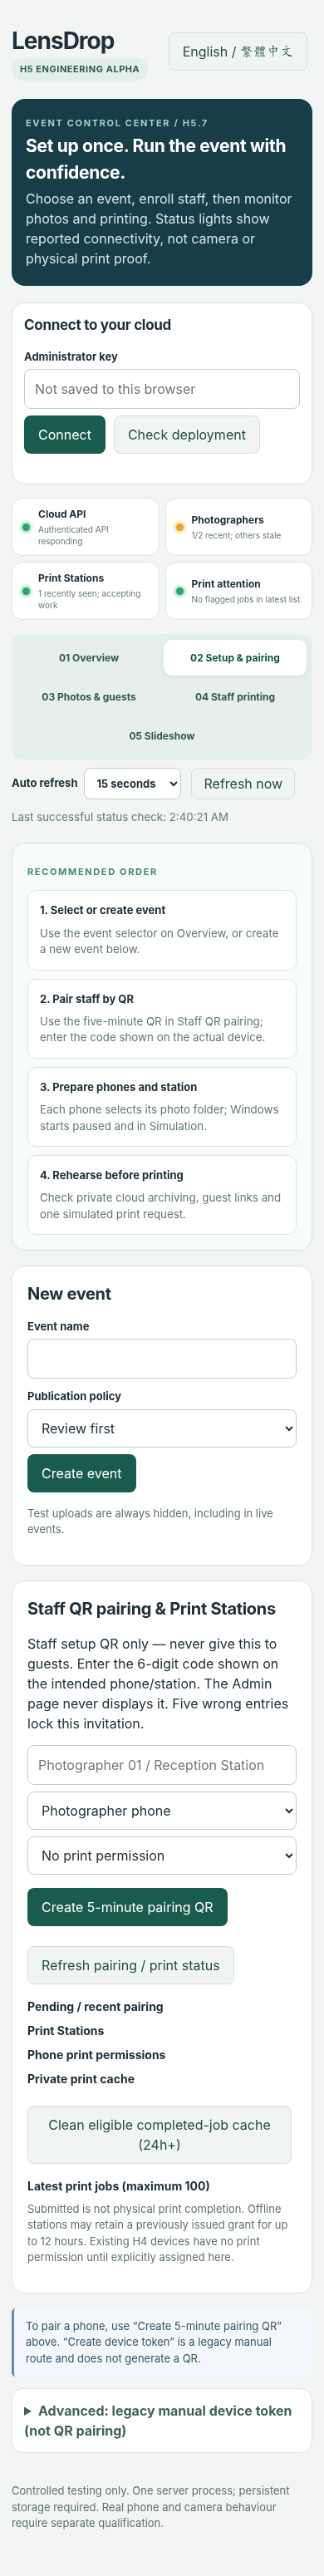 LensDrop
H5 ENGINEERING ALPHA
English / 繁體中文
EVENT CONTROL CENTER / H5.7
Set up once. Run the event with
confidence.
Choose an event, enroll staff, then monitor
photos and printing. Status lights show
reported connectivity, not camera or
physical print proof.
Connect to your cloud
Administrator key
Not saved to this browser
Connect
Check deployment
Cloud API
Authenticated API
responding
Photographers
1/2 recent; others stale
Print Stations
1 recently seen; accepting
work
Print attention
No flagged jobs in latest list
01 Overview
02 Setup & pairing
03 Photos & guests
04 Staff printing
05 Slideshow
Auto refresh
15 seconds
Refresh now
Last successful status check: 2:40:21 AM
RECOMMENDED ORDER
1. Select or create event
Use the event selector on Overview, or create
a new event below.
2. Pair staff by QR
Use the five-minute QR in Staff QR pairing;
enter the code shown on the actual device.
3. Prepare phones and station
Each phone selects its photo folder; Windows
starts paused and in Simulation.
4. Rehearse before printing
Check private cloud archiving, guest links and
one simulated print request.
New event
Event name
Publication policy
Review first
Create event
Test uploads are always hidden, including in live
events.
Staff QR pairing & Print Stations
Staff setup QR only — never give this to
guests. Enter the 6-digit code shown on
the intended phone/station. The Admin
page never displays it. Five wrong entries
lock this invitation.
Photographer 01 / Reception Station
Photographer phone
No print permission
Create 5-minute pairing QR
Refresh pairing / print status
Pending / recent pairing
Print Stations
Phone print permissions
Private print cache
Clean eligible completed-job cache
(24h+)
Latest print jobs (maximum 100)
Submitted is not physical print completion. Offline
stations may retain a previously issued grant for up
to 12 hours. Existing H4 devices have no print
permission until explicitly assigned here.
To pair a phone, use “Create 5-minute pairing QR”
above. “Create device token” is a legacy manual
route and does not generate a QR.
Advanced: legacy manual device token
(not QR pairing)
Controlled testing only. One server process; persistent
storage required. Real phone and camera behaviour
require separate qualification.